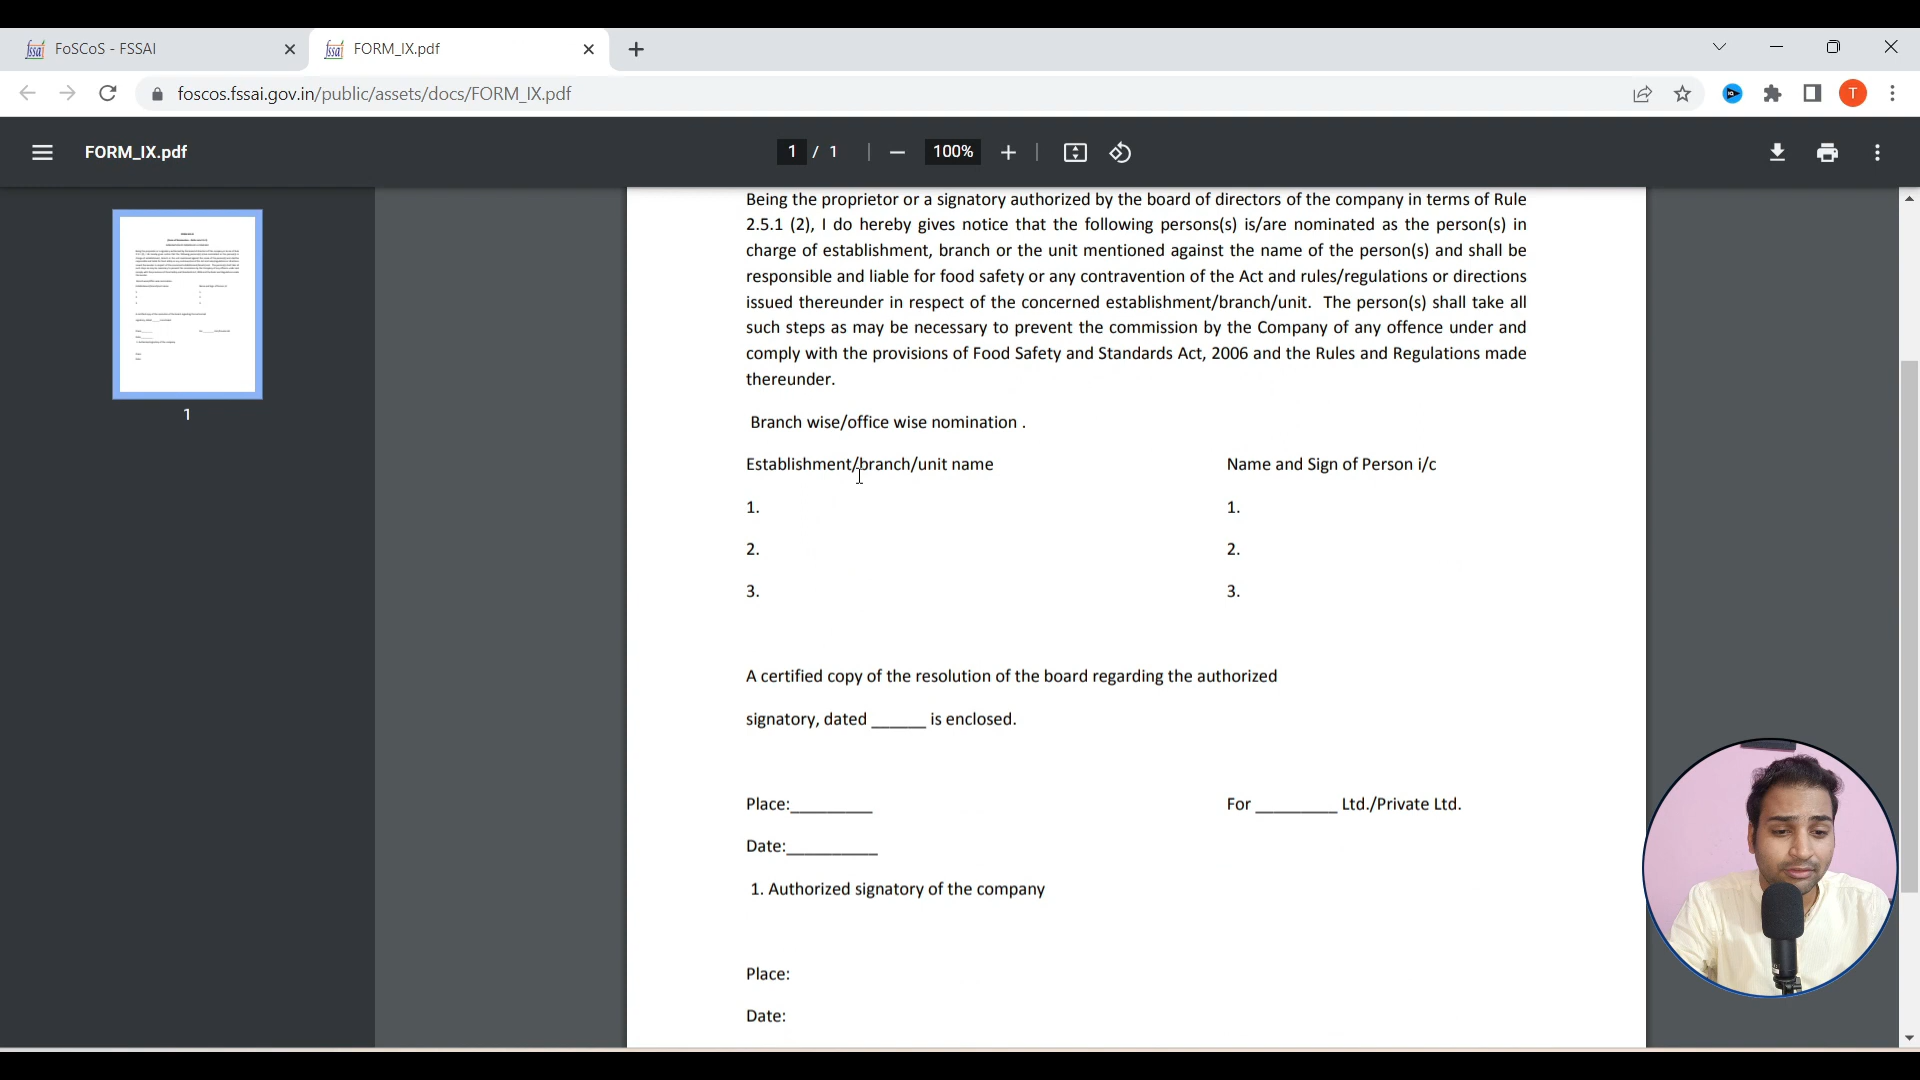 FoSCoS - FSSAI
FORM_IX.pdf
foscos.fssai.gov.in/public/assets/docs/FORM_IX.pdf
T
FORM_IX.pdf
1 / 1
100%
Being the proprietor or a signatory authorized by the board of directors of the company in terms of Rule
2.5.1 (2), I do hereby gives notice that the following persons(s) is/are nominated as the person(s) in
charge of establishment, branch or the unit mentioned against the name of the person(s) and shall be
responsible and liable for food safety or any contravention of the Act and rules/regulations or directions
issued thereunder in respect of the concerned establishment/branch/unit. The person(s) shall take all
such steps as may be necessary to prevent the commission by the Company of any offence under and
comply with the provisions of Food Safety and Standards Act, 2006 and the Rules and Regulations made
thereunder.
Branch wise/office wise nomination .
Establishment/branch/unit name Name and Sign of Person i/c
1. 1.
2. 2.
3. 3.
A certified copy of the resolution of the board regarding the authorized
signatory, dated ______ is enclosed.
Place:_________ For _________ Ltd./Private Ltd.
Date:__________
1. Authorized signatory of the company
Place:
Date:
1